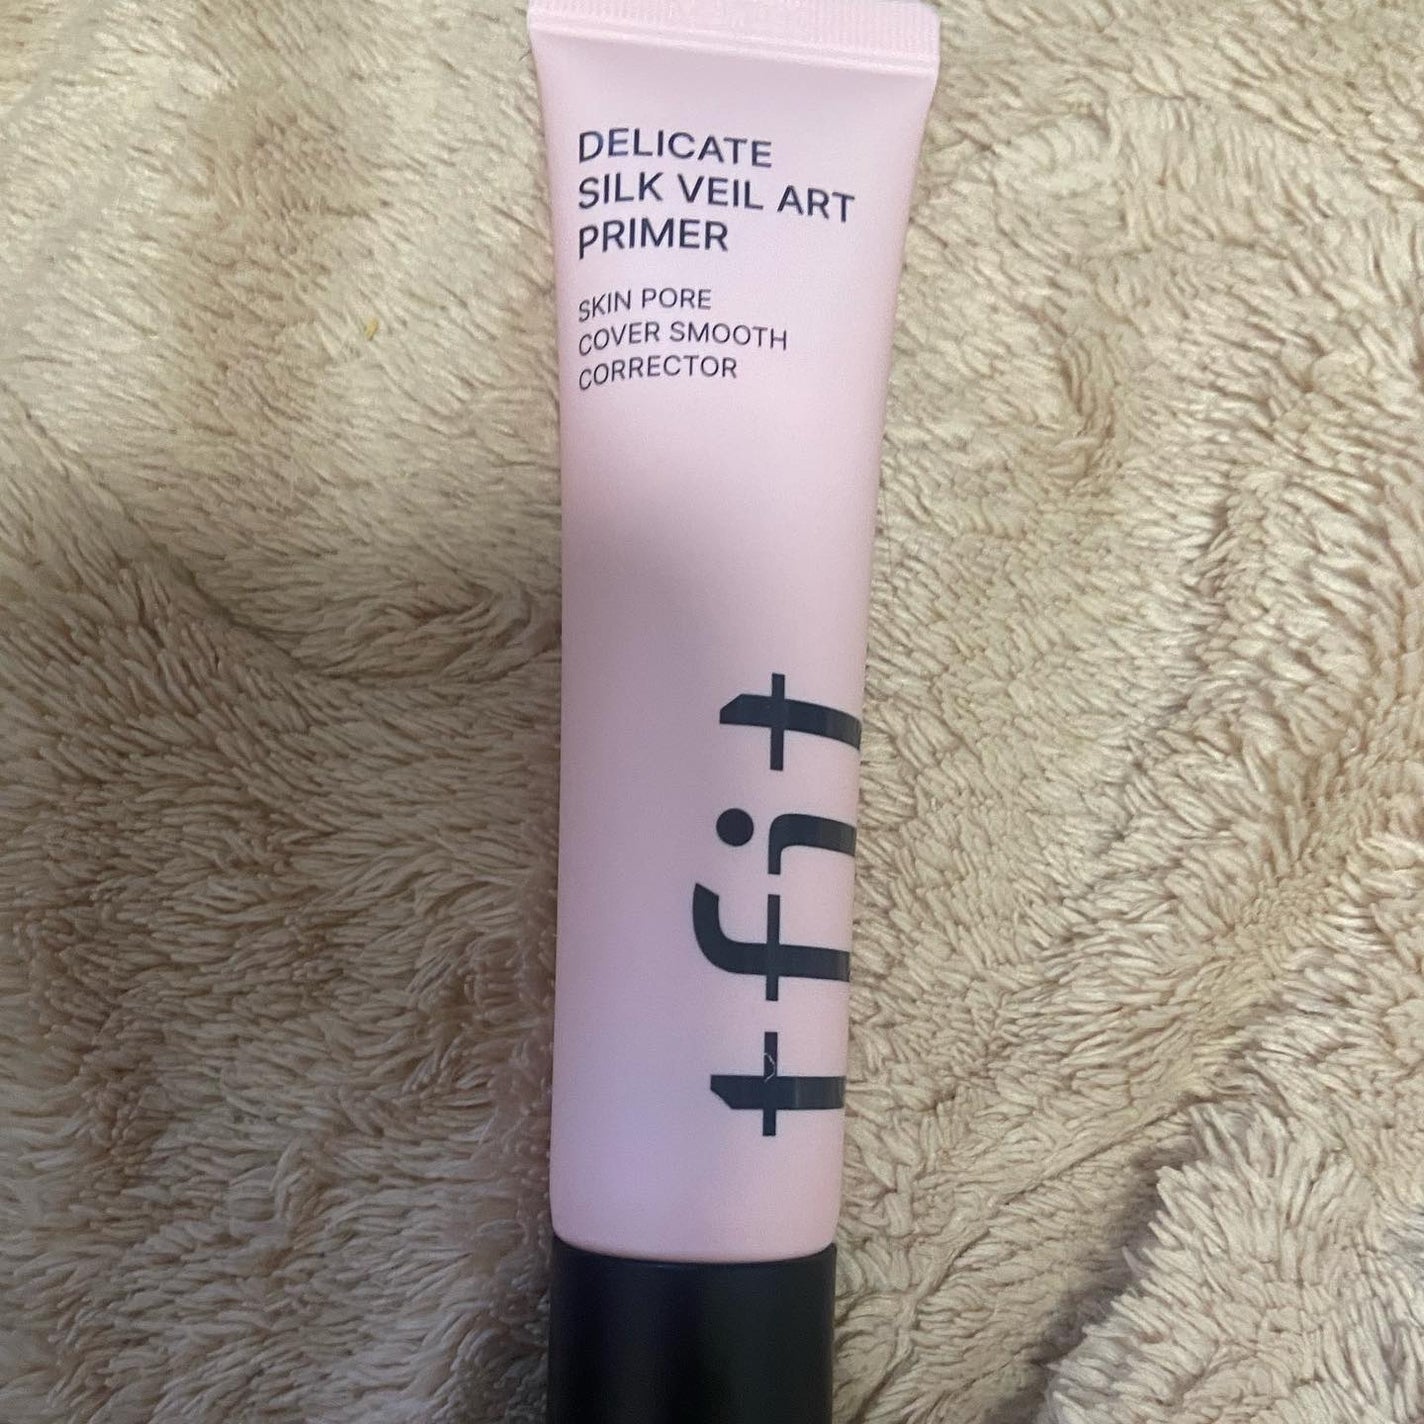 DELICATE
SILK VEIL ART
PRIMER
SKIN PORE
COVER SMOOTH
CORRECTOR
tfit